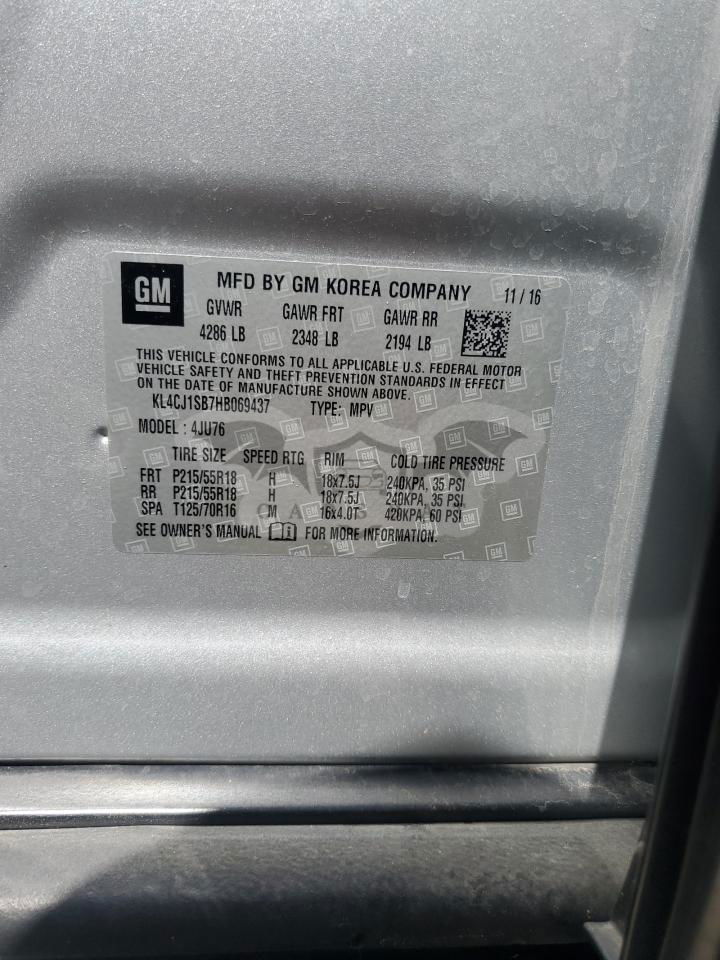 GM
MFD BY GM KOREA COMPANY 11 / 16
GVWR GAWR FRT GAWR RR
4286 LB 2348 LB 2194 LB
THIS VEHICLE CONFORMS TO ALL APPLICABLE U.S. FEDERAL MOTOR
VEHICLE SAFETY AND THEFT PREVENTION STANDARDS IN EFFECT
ON THE DATE OF MANUFACTURE SHOWN ABOVE.
KL4CJ1SB7HB069437 TYPE: MPV
MODEL : 4JU76
TIRE SIZE SPEED RTG RIM COLD TIRE PRESSURE
FRT P215/55R18 H 18x7.5J 240KPA, 35 PSI
RR P215/55R18 H 18x7.5J 240KPA, 35 PSI
SPA T125/70R16 M 16x4.0T 420KPA, 60 PSI
SEE OWNER'S MANUAL FOR MORE INFORMATION.